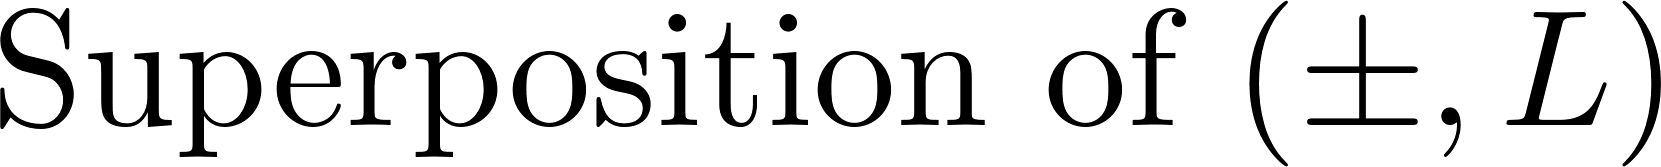 Superposition of (±, L)